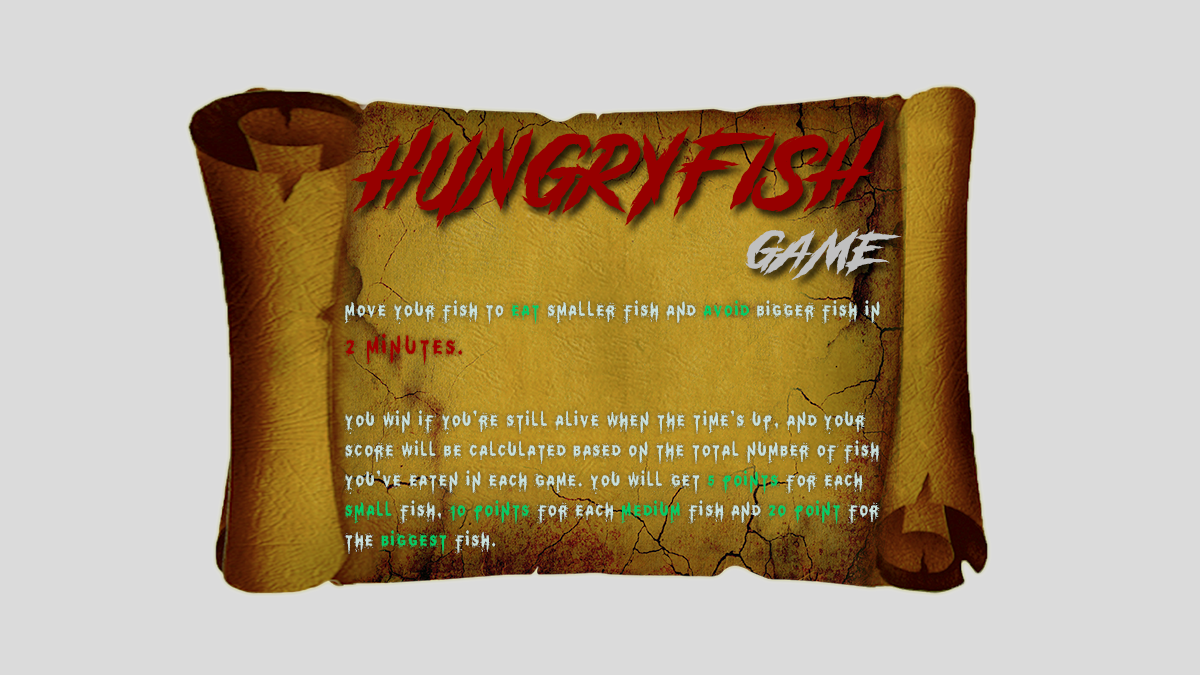 HUNGRYFISH
GAME
MOVE YOUR FISH TO EAT SMALLER FISH AND AVOID BIGGER FISH IN
2 MINUTES.
YOU WIN IF YOU'RE STILL ALIVE WHEN THE TIME'S UP, AND YOUR
SCORE WILL BE CALCULATED BASED ON THE TOTAL NUMBER OF FISH
YOU'VE EATEN IN EACH GAME. YOU WILL GET 5 POINTS FOR EACH
SMALL FISH, 10 POINTS FOR EACH MEDIUM FISH AND 20 POINT FOR
THE BIGGEST FISH.